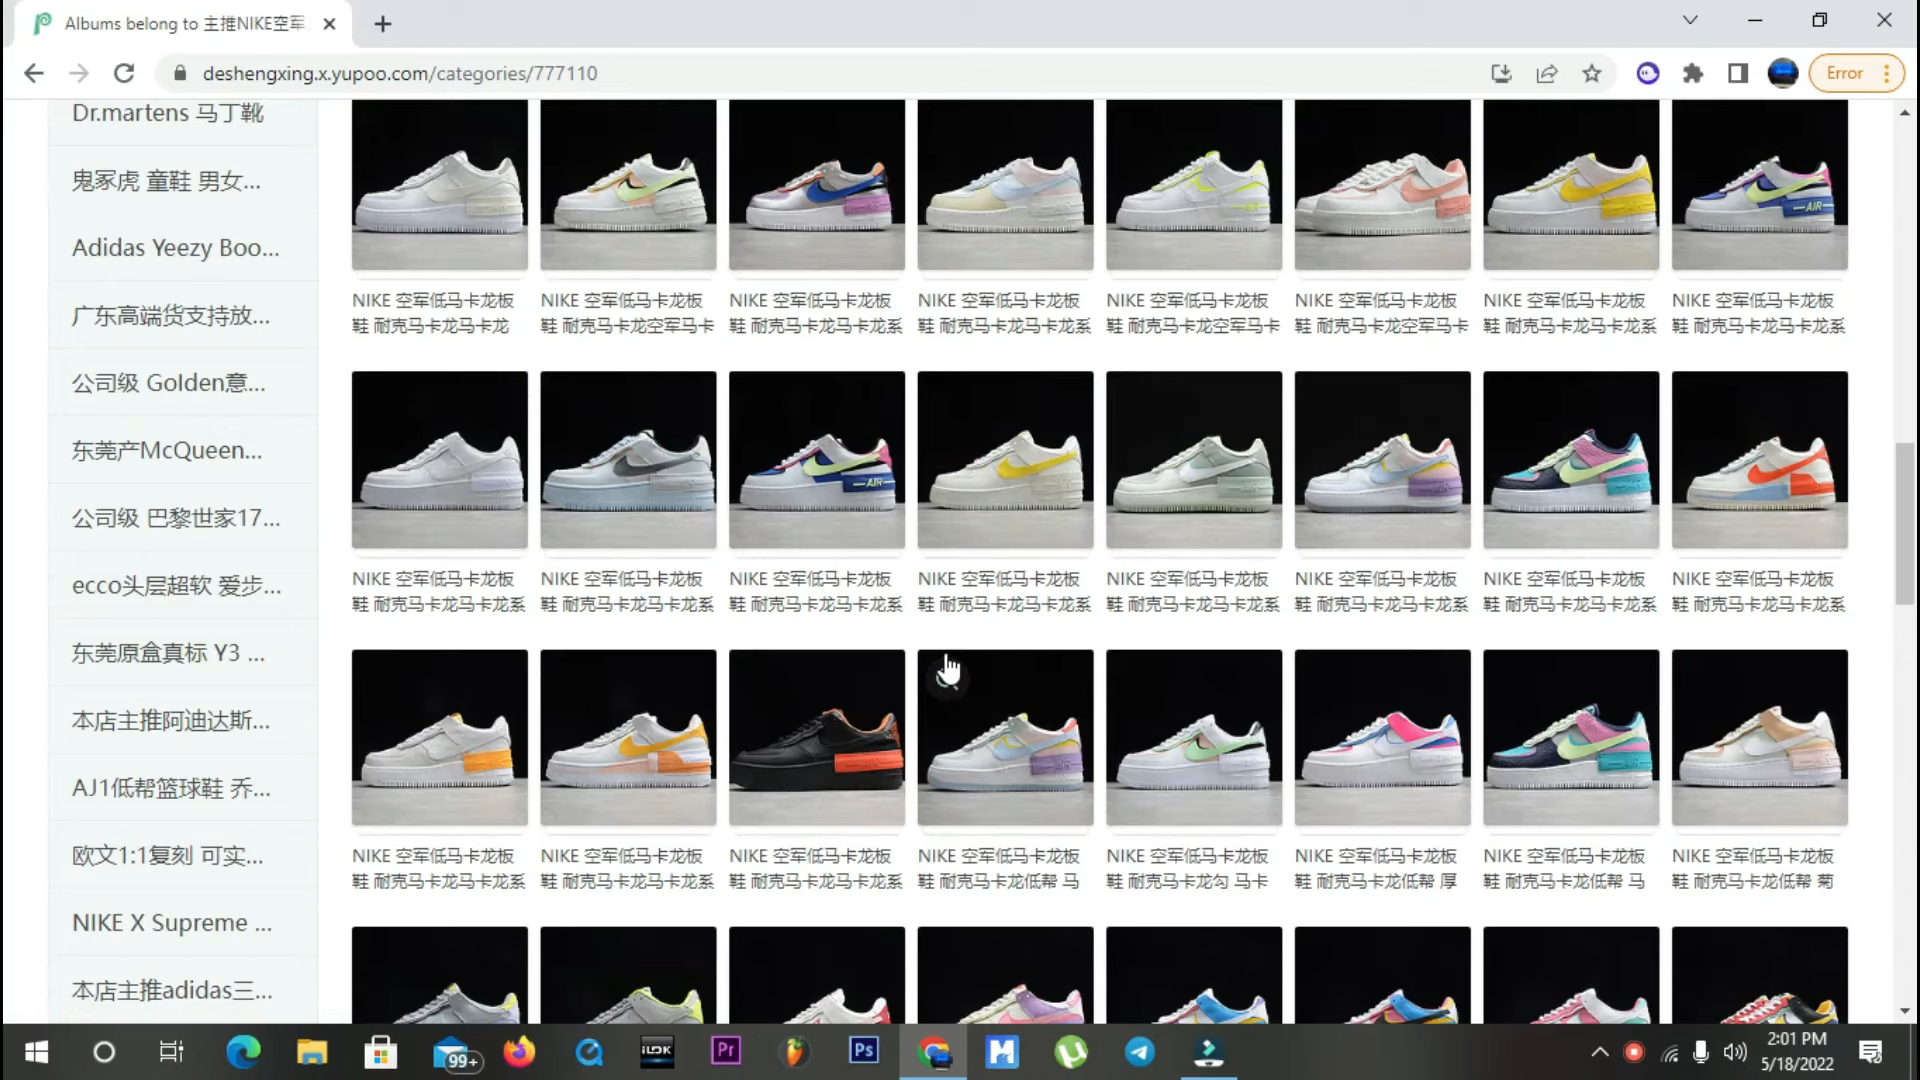 Albums belong to 主推NIKE空军
deshengxing.x.yupoo.com/categories/777110
Error
Dr.martens 马丁靴
鬼冢虎 童鞋 男女...
Adidas Yeezy Boo...
广东高端货支持放...
公司级 Golden意...
东莞产McQueen...
公司级 巴黎世家17...
ecco头层超软 爱步...
东莞原盒真标 Y3 ...
本店主推阿迪达斯...
AJ1低帮篮球鞋 乔...
欧文1:1复刻 可实...
NIKE X Supreme ...
本店主推adidas三...
NIKE 空军低马卡龙板
鞋 耐克马卡龙马卡龙
NIKE 空军低马卡龙板
鞋 耐克马卡龙空军马卡
NIKE 空军低马卡龙板
鞋 耐克马卡龙马卡龙系
NIKE 空军低马卡龙板
鞋 耐克马卡龙马卡龙系
NIKE 空军低马卡龙板
鞋 耐克马卡龙空军马卡
NIKE 空军低马卡龙板
鞋 耐克马卡龙空军马卡
NIKE 空军低马卡龙板
鞋 耐克马卡龙马卡龙系
NIKE 空军低马卡龙板
鞋 耐克马卡龙马卡龙系
NIKE 空军低马卡龙板
鞋 耐克马卡龙马卡龙系
NIKE 空军低马卡龙板
鞋 耐克马卡龙马卡龙系
NIKE 空军低马卡龙板
鞋 耐克马卡龙马卡龙系
NIKE 空军低马卡龙板
鞋 耐克马卡龙马卡龙系
NIKE 空军低马卡龙板
鞋 耐克马卡龙马卡龙系
NIKE 空军低马卡龙板
鞋 耐克马卡龙马卡龙系
NIKE 空军低马卡龙板
鞋 耐克马卡龙马卡龙系
NIKE 空军低马卡龙板
鞋 耐克马卡龙马卡龙系
NIKE 空军低马卡龙板
鞋 耐克马卡龙马卡龙系
NIKE 空军低马卡龙板
鞋 耐克马卡龙马卡龙系
NIKE 空军低马卡龙板
鞋 耐克马卡龙马卡龙系
NIKE 空军低马卡龙板
鞋 耐克马卡龙低帮 马
NIKE 空军低马卡龙板
鞋 耐克马卡龙勾 马卡
NIKE 空军低马卡龙板
鞋 耐克马卡龙低帮 厚
NIKE 空军低马卡龙板
鞋 耐克马卡龙低帮 马
NIKE 空军低马卡龙板
鞋 耐克马卡龙低帮 菊
AIR
AIR
99+
Pr
Ps
2:01 PM
5/18/2022